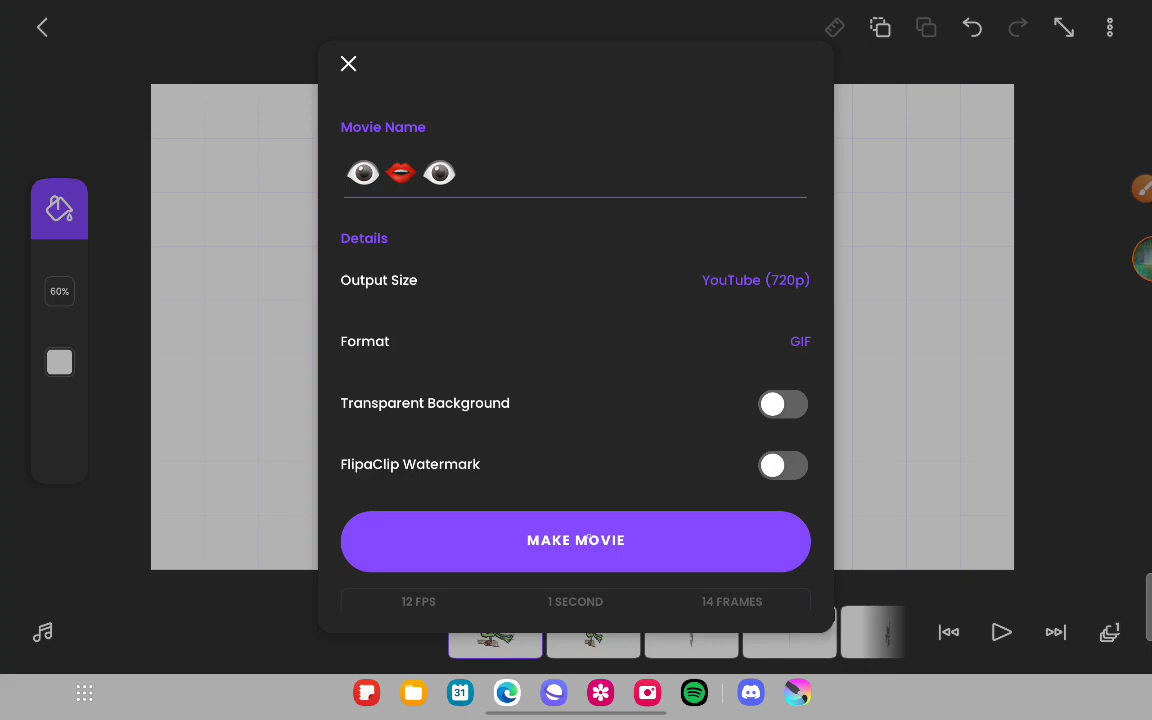 Movie Name
👁️👄👁️
Details
Output Size YouTube (720p)
Format GIF
60%
Transparent Background
FlipaClip Watermark
MAKE MOVIE
12 FPS 1 SECOND 14 FRAMES
1
31